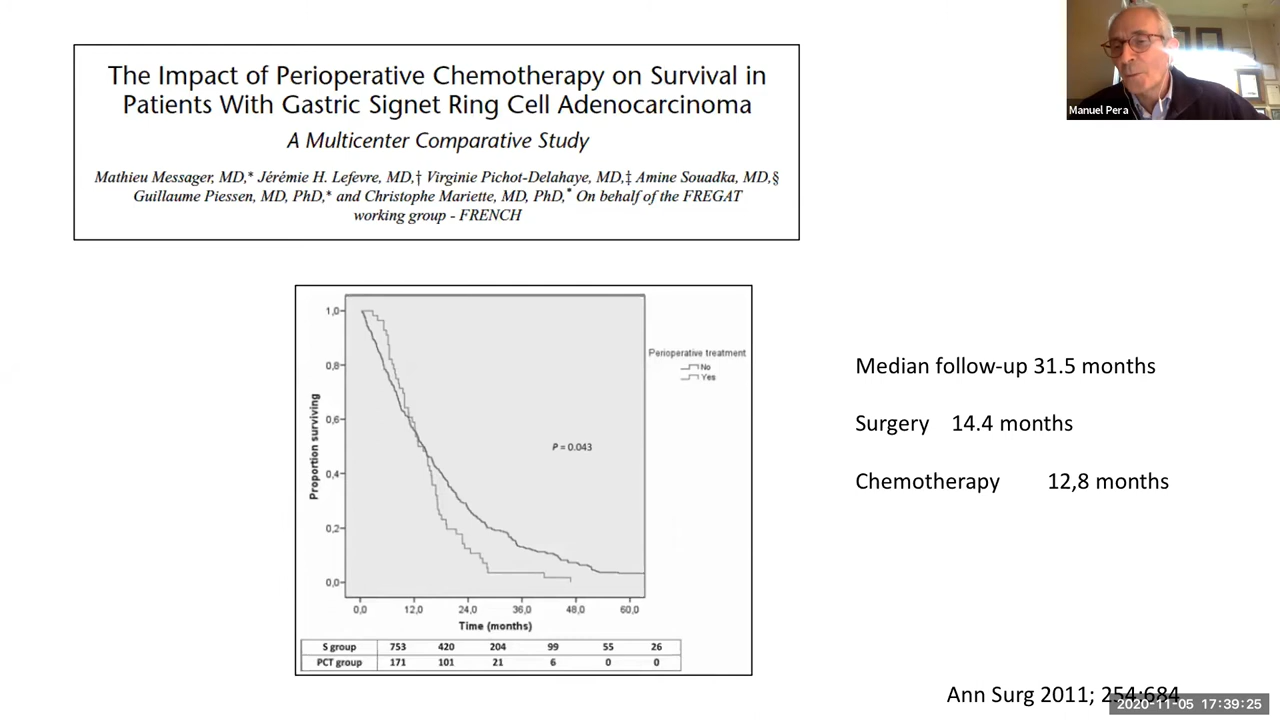 The Impact of Perioperative Chemotherapy on Survival in
Patients With Gastric Signet Ring Cell Adenocarcinoma
A Multicenter Comparative Study
Mathieu Messager, MD,* Jérémie H. Lefevre, MD,† Virginie Pichot-Delahaye, MD,‡ Amine Souadka, MD,§
Guillaume Piessen, MD, PhD,* and Christophe Mariette, MD, PhD,* On behalf of the FREGAT
working group - FRENCH
Manuel Pera
1,0
0,8
0,6
0,4
0,2
0,0
Proportion surviving
P = 0.043
Perioperative treatment
No
Yes
0,0 12,0 24,0 36,0 48,0 60,0
Time (months)
S group 753 420 204 99 55 26
PCT group 171 101 21 6 0 0
Median follow-up 31.5 months
Surgery 14.4 months
Chemotherapy 12,8 months
Ann Surg 2011; 254:684
2020-11-05 17:39:25